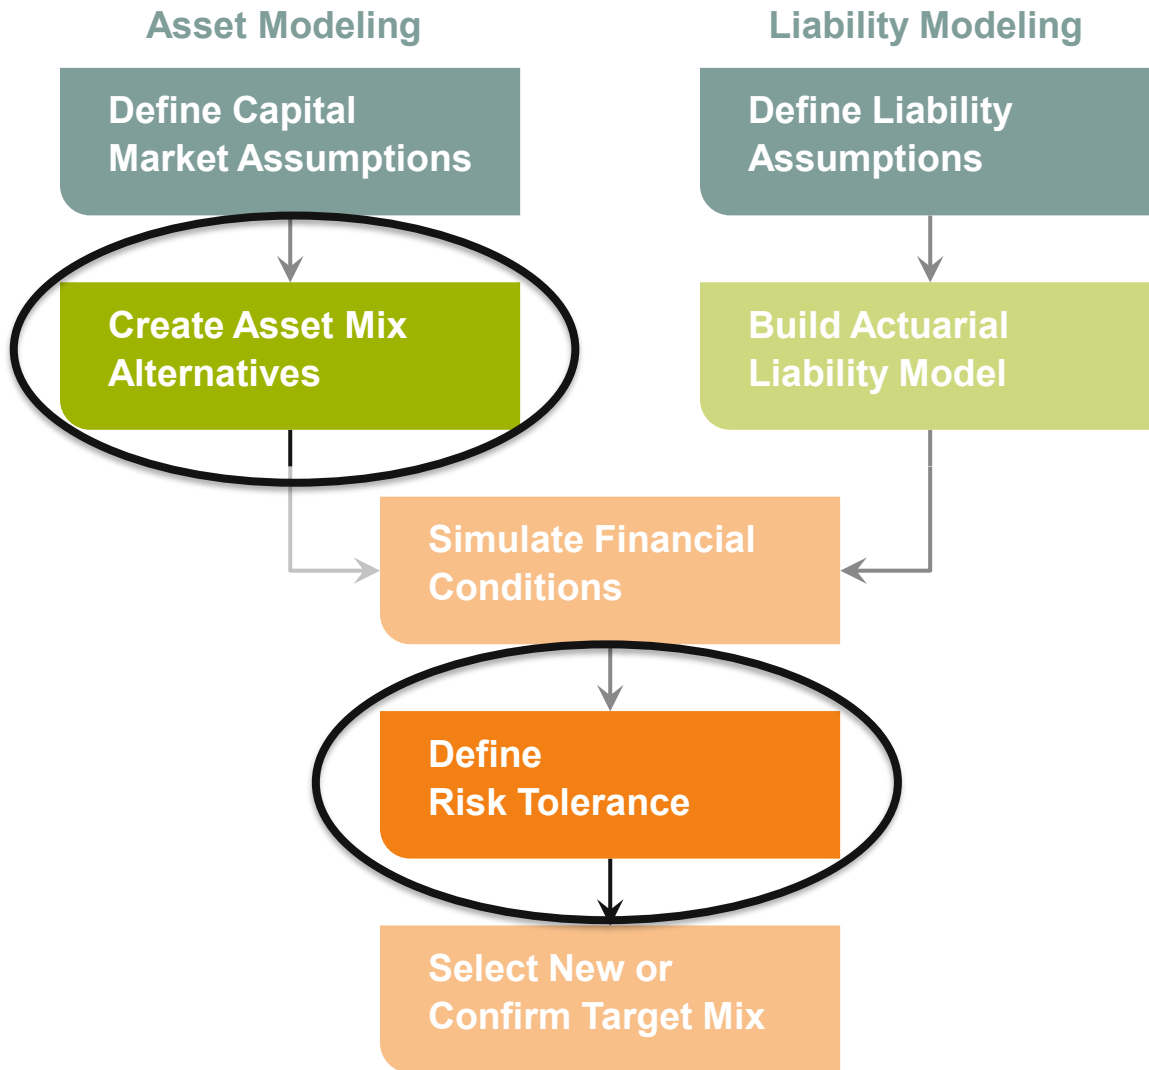 Asset Modeling
Liability Modeling
Define Capital
Market Assumptions
Define Liability
Assumptions
Create Asset Mix
Alternatives
Build Actuarial
Liability Model
Simulate Financial
Conditions
Define
Risk Tolerance
Select New or
Confirm Target Mix